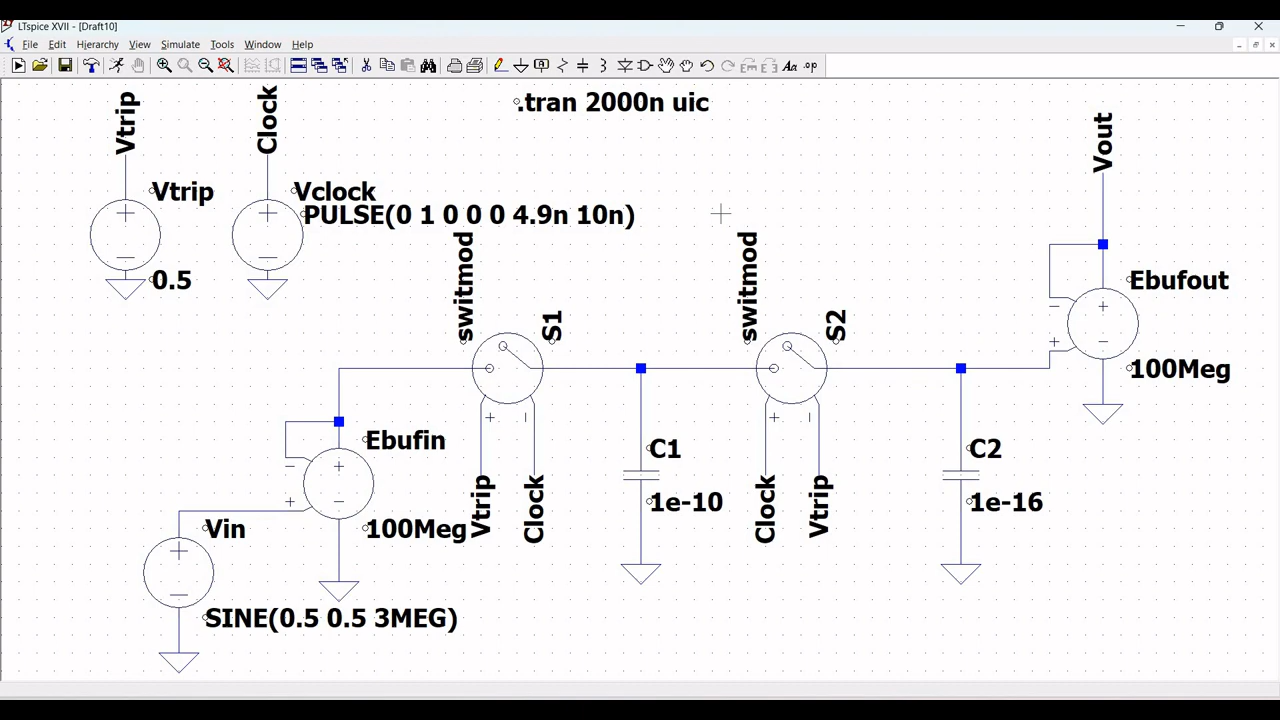 LTspice XVII - [Draft10]
File Edit Hierarchy View Simulate Tools Window Help
.tran 2000n uic
Vtrip
Clock
Vout
Vtrip
Vclock
PULSE(0 1 0 0 0 4.9n 10n)
0.5
switmod
S1
switmod
S2
Ebufout
100Meg
Ebufin
100Meg
Vtrip
Clock
C1
1e-10
Clock
Vtrip
C2
1e-16
Vin
SINE(0.5 0.5 3MEG)